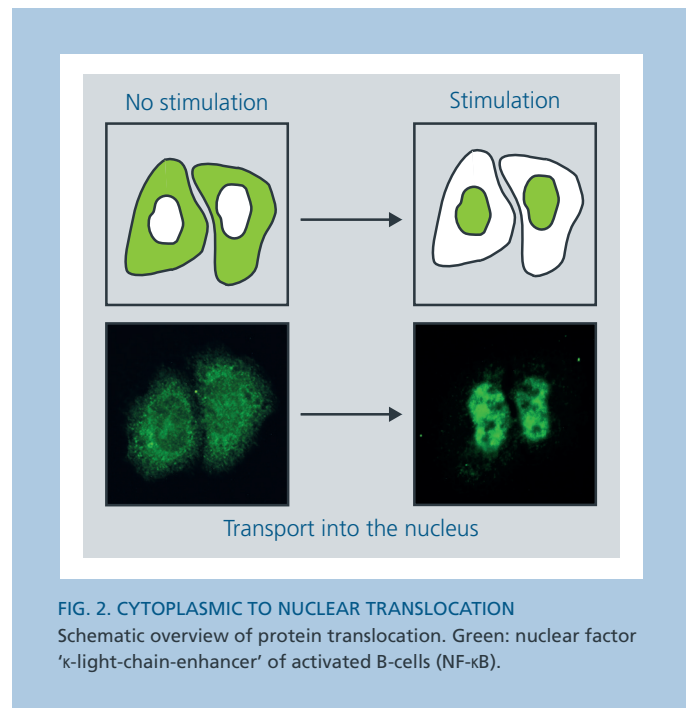 No stimulation
Stimulation
Transport into the nucleus
FIG. 2. CYTOPLASMIC TO NUCLEAR TRANSLOCATION
Schematic overview of protein translocation. Green: nuclear factor
‘κ-light-chain-enhancer’ of activated B-cells (NF-κB).